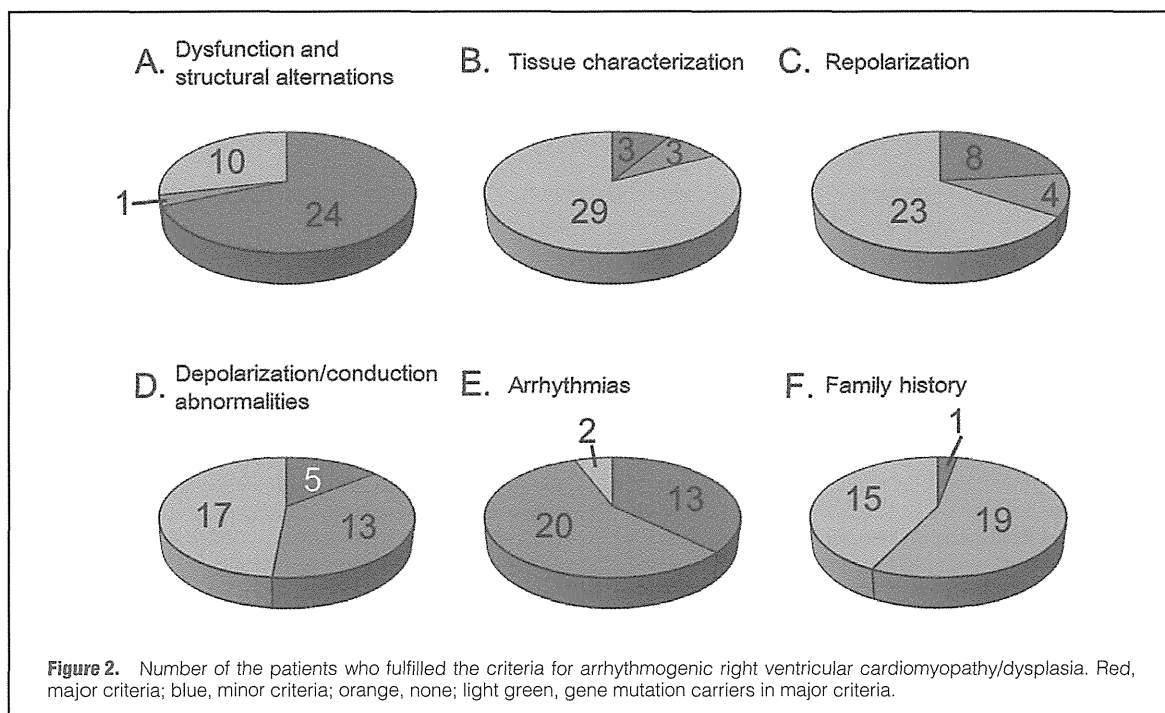 A. Dysfunction and
structural alternations
10
1
24
B. Tissue characterization
3
3
29
C. Repolarization
8
4
23
D. Depolarization/conduction
abnormalities
5
17
13
E. Arrhythmias
2
13
20
F. Family history
1
15
19
Figure 2. Number of the patients who fulfilled the criteria for arrhythmogenic right ventricular cardiomyopathy/dysplasia. Red,
major criteria; blue, minor criteria; orange, none; light green, gene mutation carriers in major criteria.